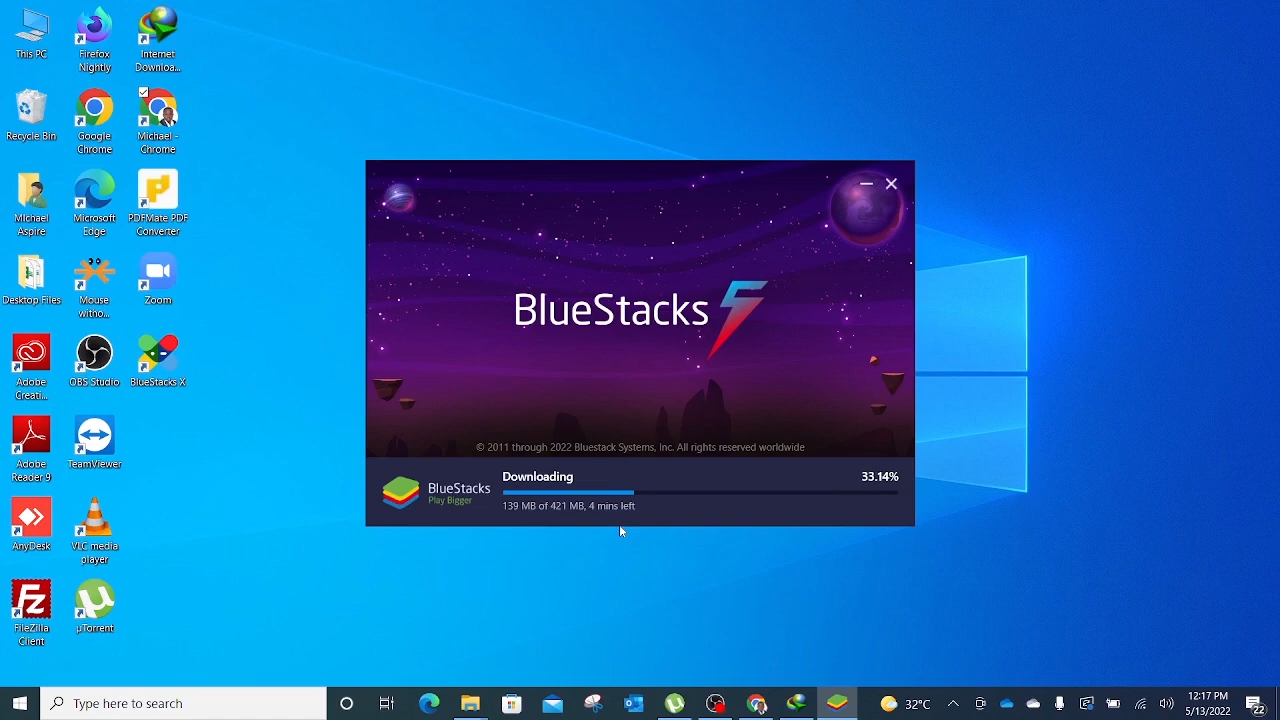 This PC
Firefox
Nightly
Internet
Downloa...
Recycle Bin
Google
Chrome
Michael -
Chrome
Michael
Aspire
Microsoft
Edge
PDFMate PDF
Converter
Desktop Files
Mouse
witno...
Zoom
Adobe
Creati...
OBS Studio
BlueStacks X
Adobe
Reader 9
TeamViewer
AnyDesk
VLC media
player
FileZilla
Client
µTorrent
BlueStacks 5
© 2011 through 2022 Bluestack Systems, Inc. All rights reserved worldwide
BlueStacks
Play Bigger
Downloading
33.14%
139 MB of 421 MB, 4 mins left
Type here to search
32°C
12:17 PM
5/13/2022
22